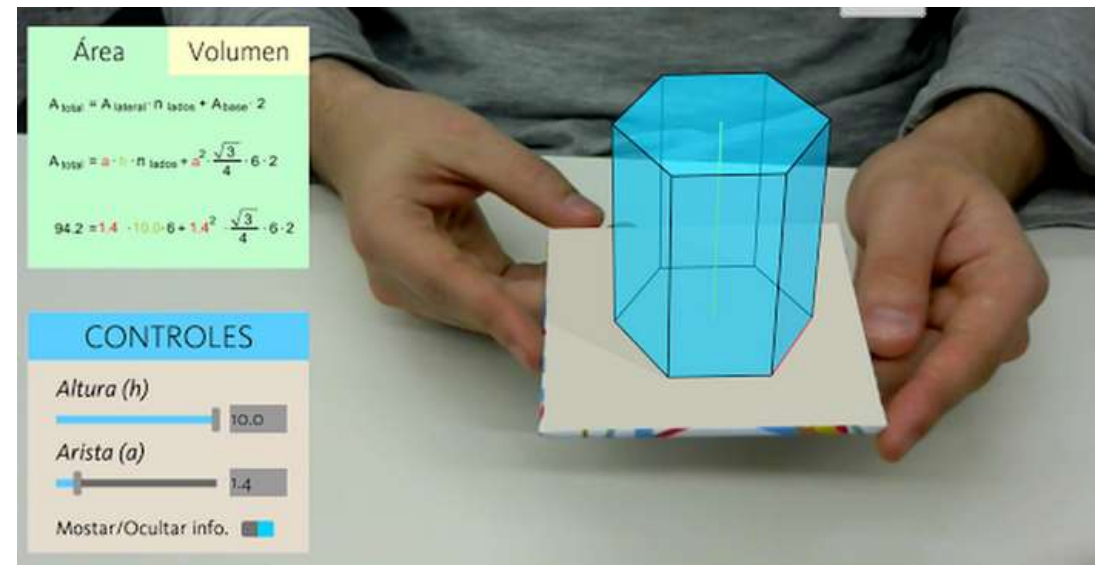 Área Volumen
A total = A lateral · n lados + A base · 2
A total = a · h · n lados + a² · √3/4 · 6 · 2
94.2 = 1.4 · 10.0 · 6 + 1.4² · √3/4 · 6 · 2
CONTROLES
Altura (h)
10.0
Arista (a)
1.4
Mostar/Ocultar info.